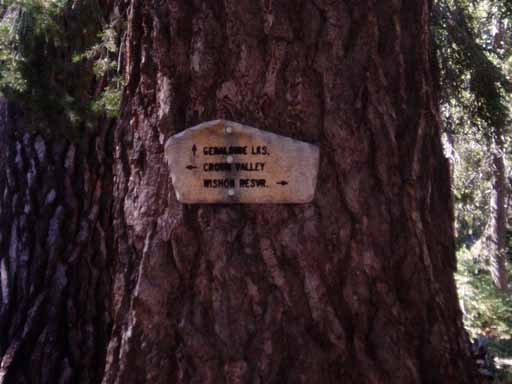 ↑ GERALDINE LKS.
← CROWN VALLEY
WISHON RESVR. →